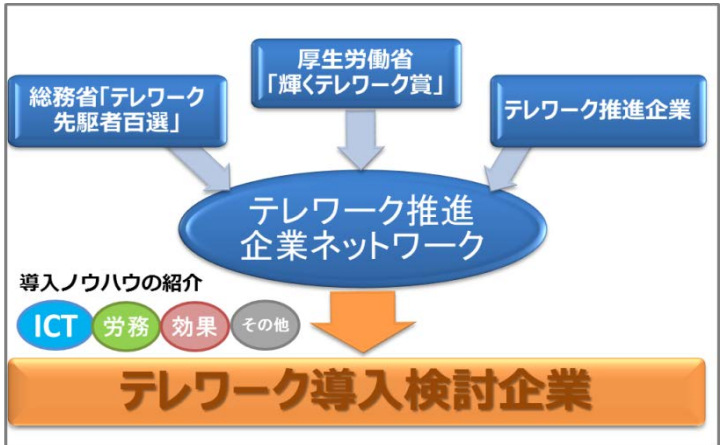 総務省「テレワーク
先駆者百選」
厚生労働省
「輝くテレワーク賞」
テレワーク推進企業
テレワーク推進
企業ネットワーク
導入ノウハウの紹介
ICT
労務
効果
その他
テレワーク導入検討企業